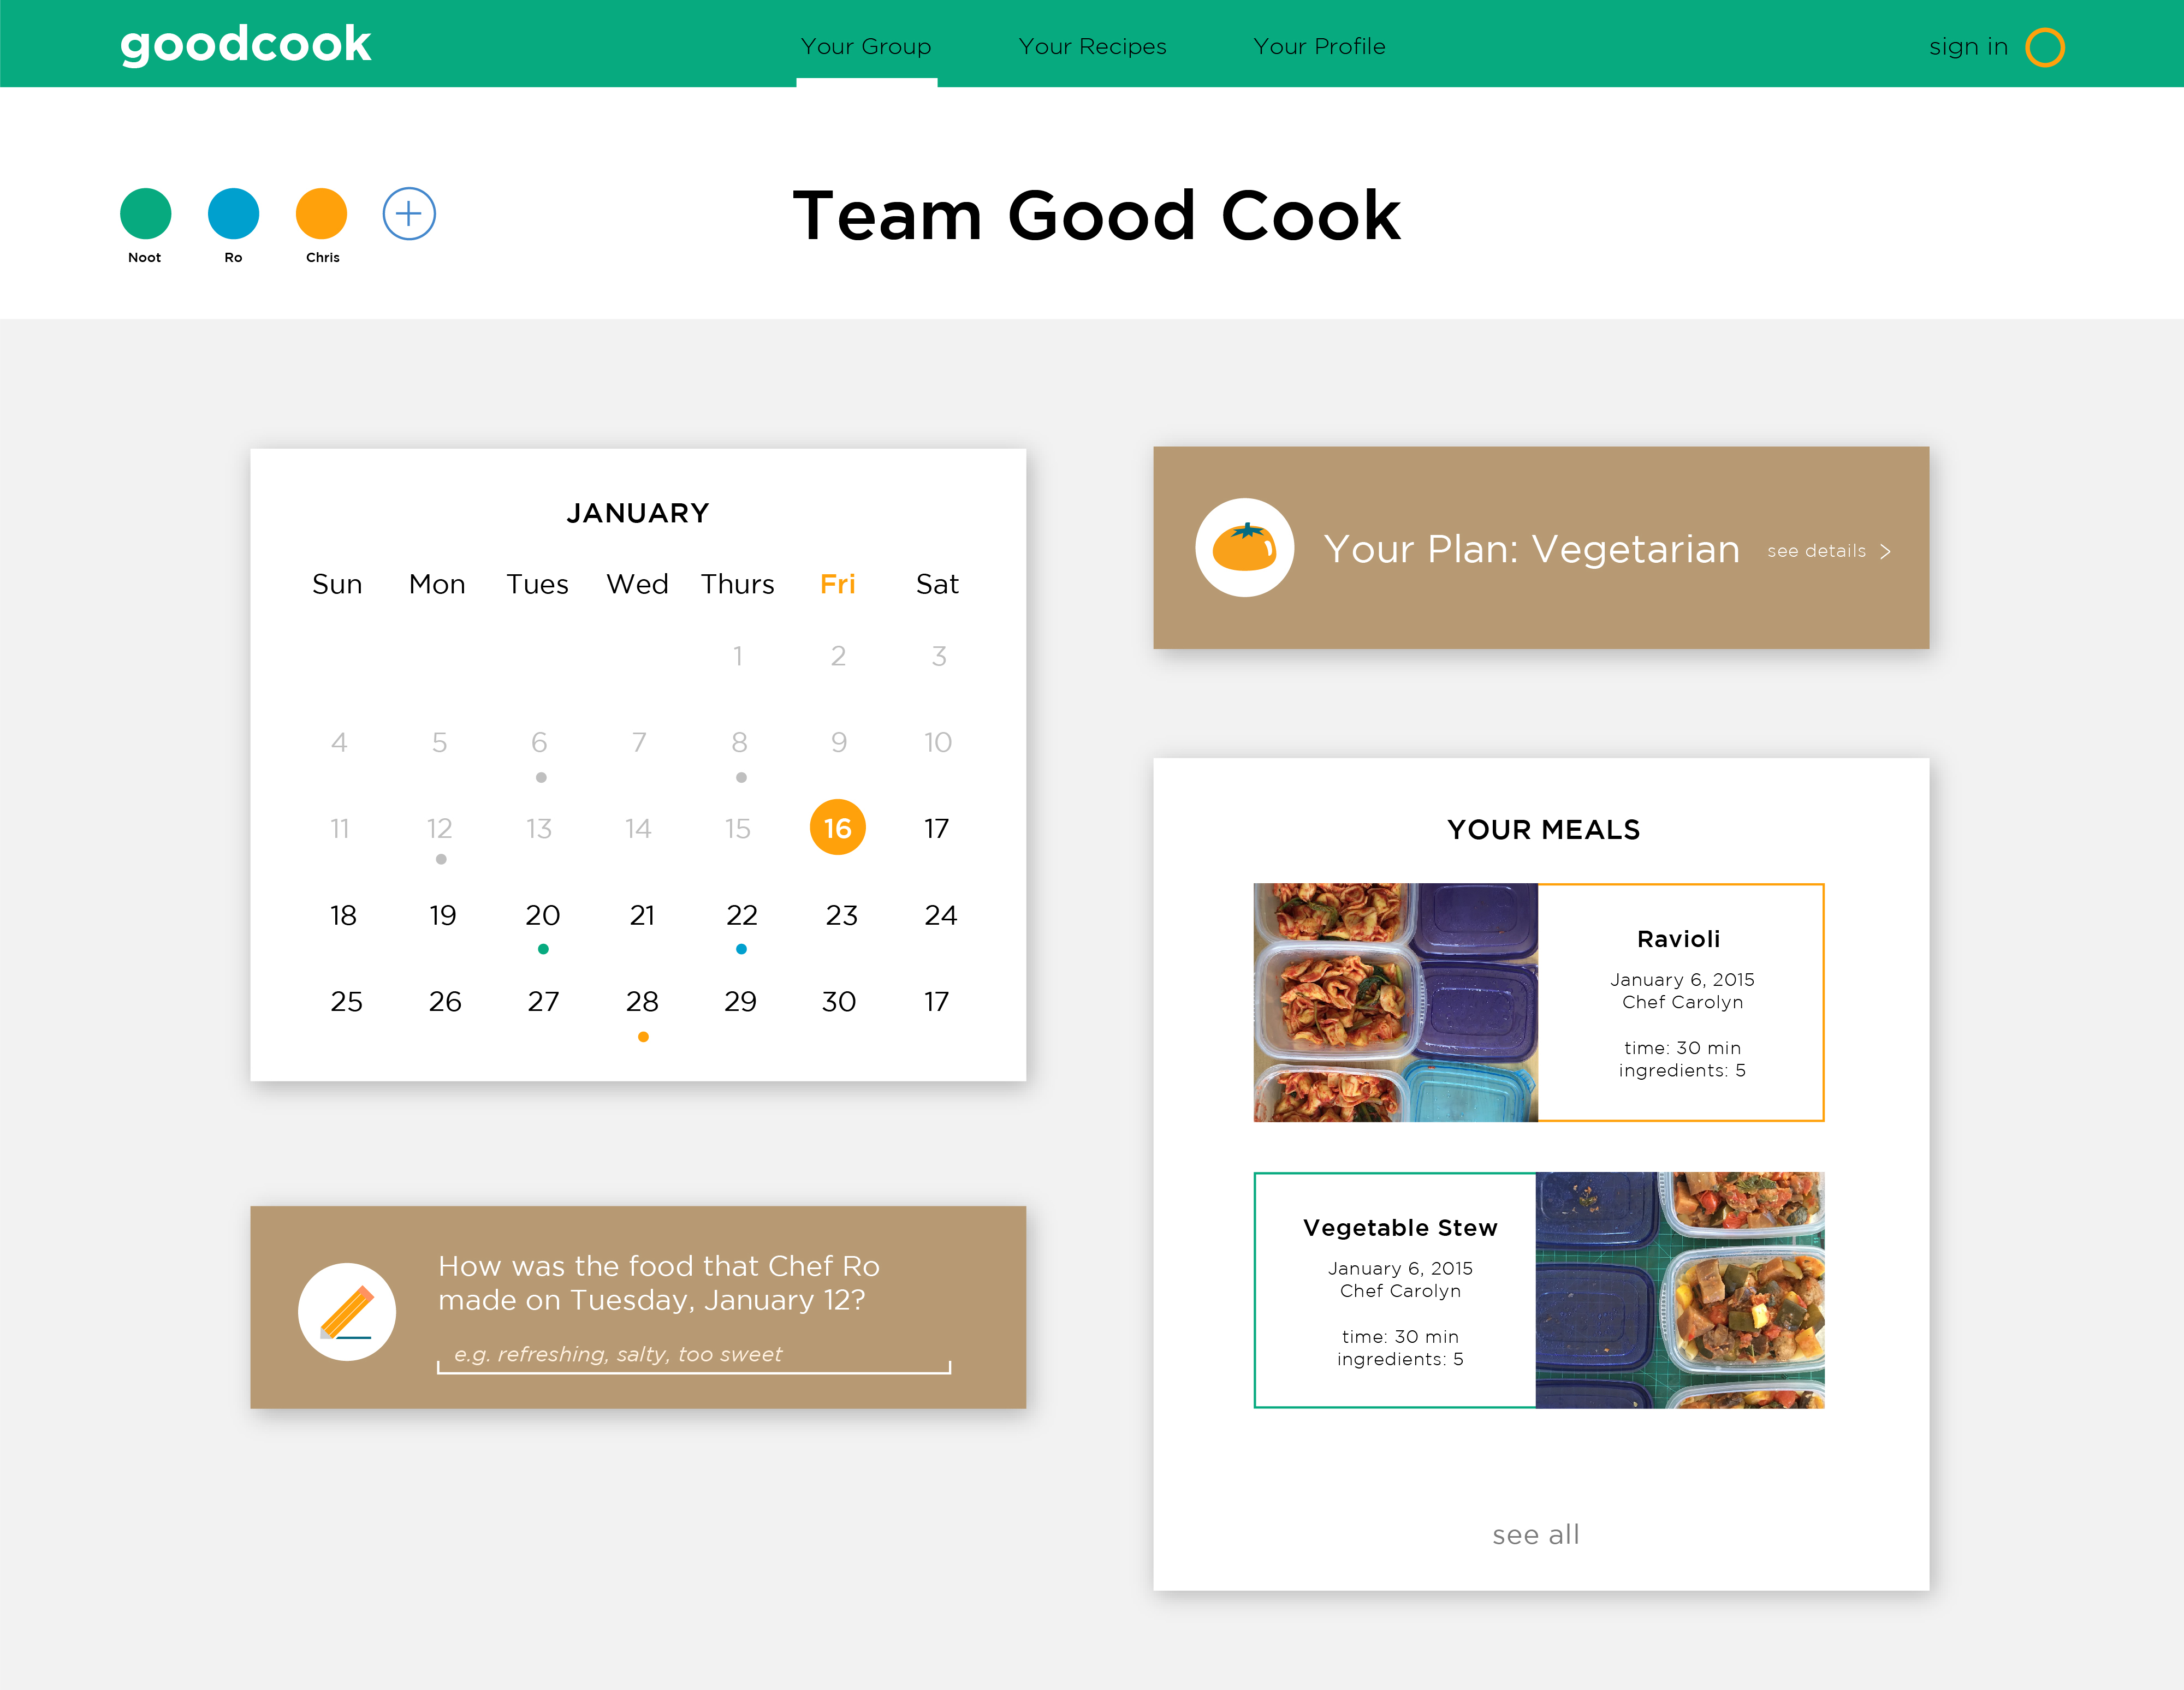 goodcook
Your Group
Your Recipes
Your Profile
sign in
Noot
Ro
Chris
Team Good Cook
JANUARY
Sun Mon Tues Wed Thurs Fri Sat
1 2 3
4 5 6 7 8 9 10
11 12 13 14 15 16 17
18 19 20 21 22 23 24
25 26 27 28 29 30 17
How was the food that Chef Ro
made on Tuesday, January 12?
e.g. refreshing, salty, too sweet
Your Plan: Vegetarian see details >
YOUR MEALS
Ravioli
January 6, 2015
Chef Carolyn
time: 30 min
ingredients: 5
Vegetable Stew
January 6, 2015
Chef Carolyn
time: 30 min
ingredients: 5
see all